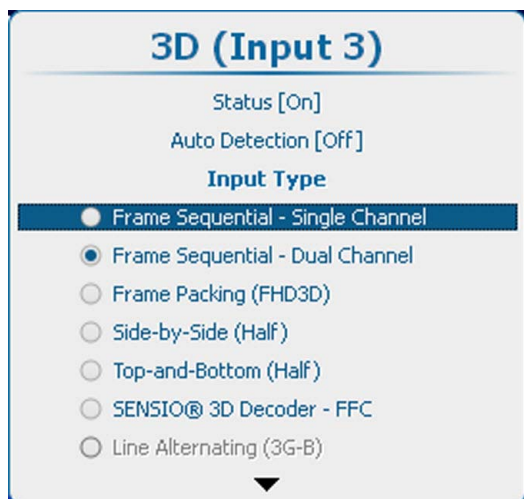 3D (Input 3)
Status [On]
Auto Detection [Off]
Input Type
Frame Sequential - Single Channel
Frame Sequential - Dual Channel
Frame Packing (FHD3D)
Side-by-Side (Half)
Top-and-Bottom (Half)
SENSIO® 3D Decoder - FFC
Line Alternating (3G-B)